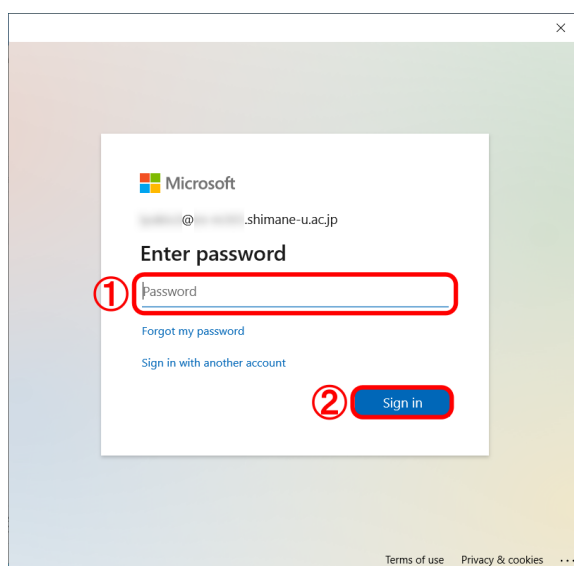 Microsoft
@ .shimane-u.ac.jp
Enter password
① Password
Forgot my password
Sign in with another account
② Sign in
Terms of use Privacy & cookies ...